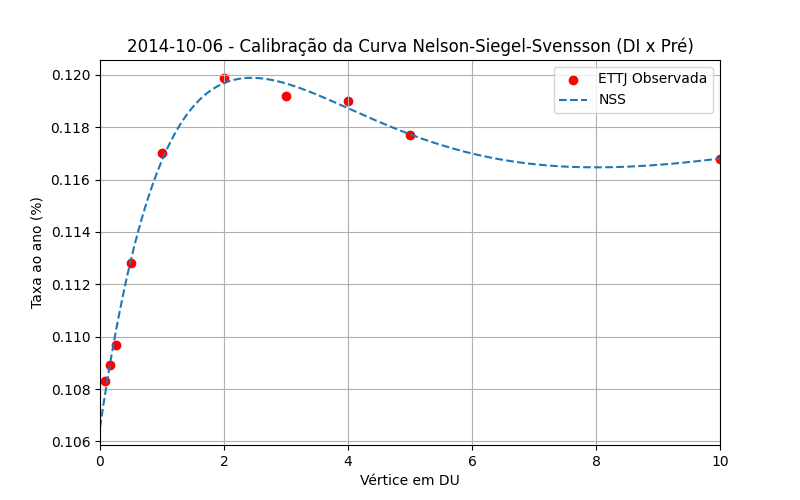 2014-10-06 - Calibração da Curva Nelson-Siegel-Svensson (DI x Pré)
ETTJ Observada
NSS
Taxa ao ano (%)
0.120
0.118
0.116
0.114
0.112
0.110
0.108
0.106
0 2 4 6 8 10
Vértice em DU